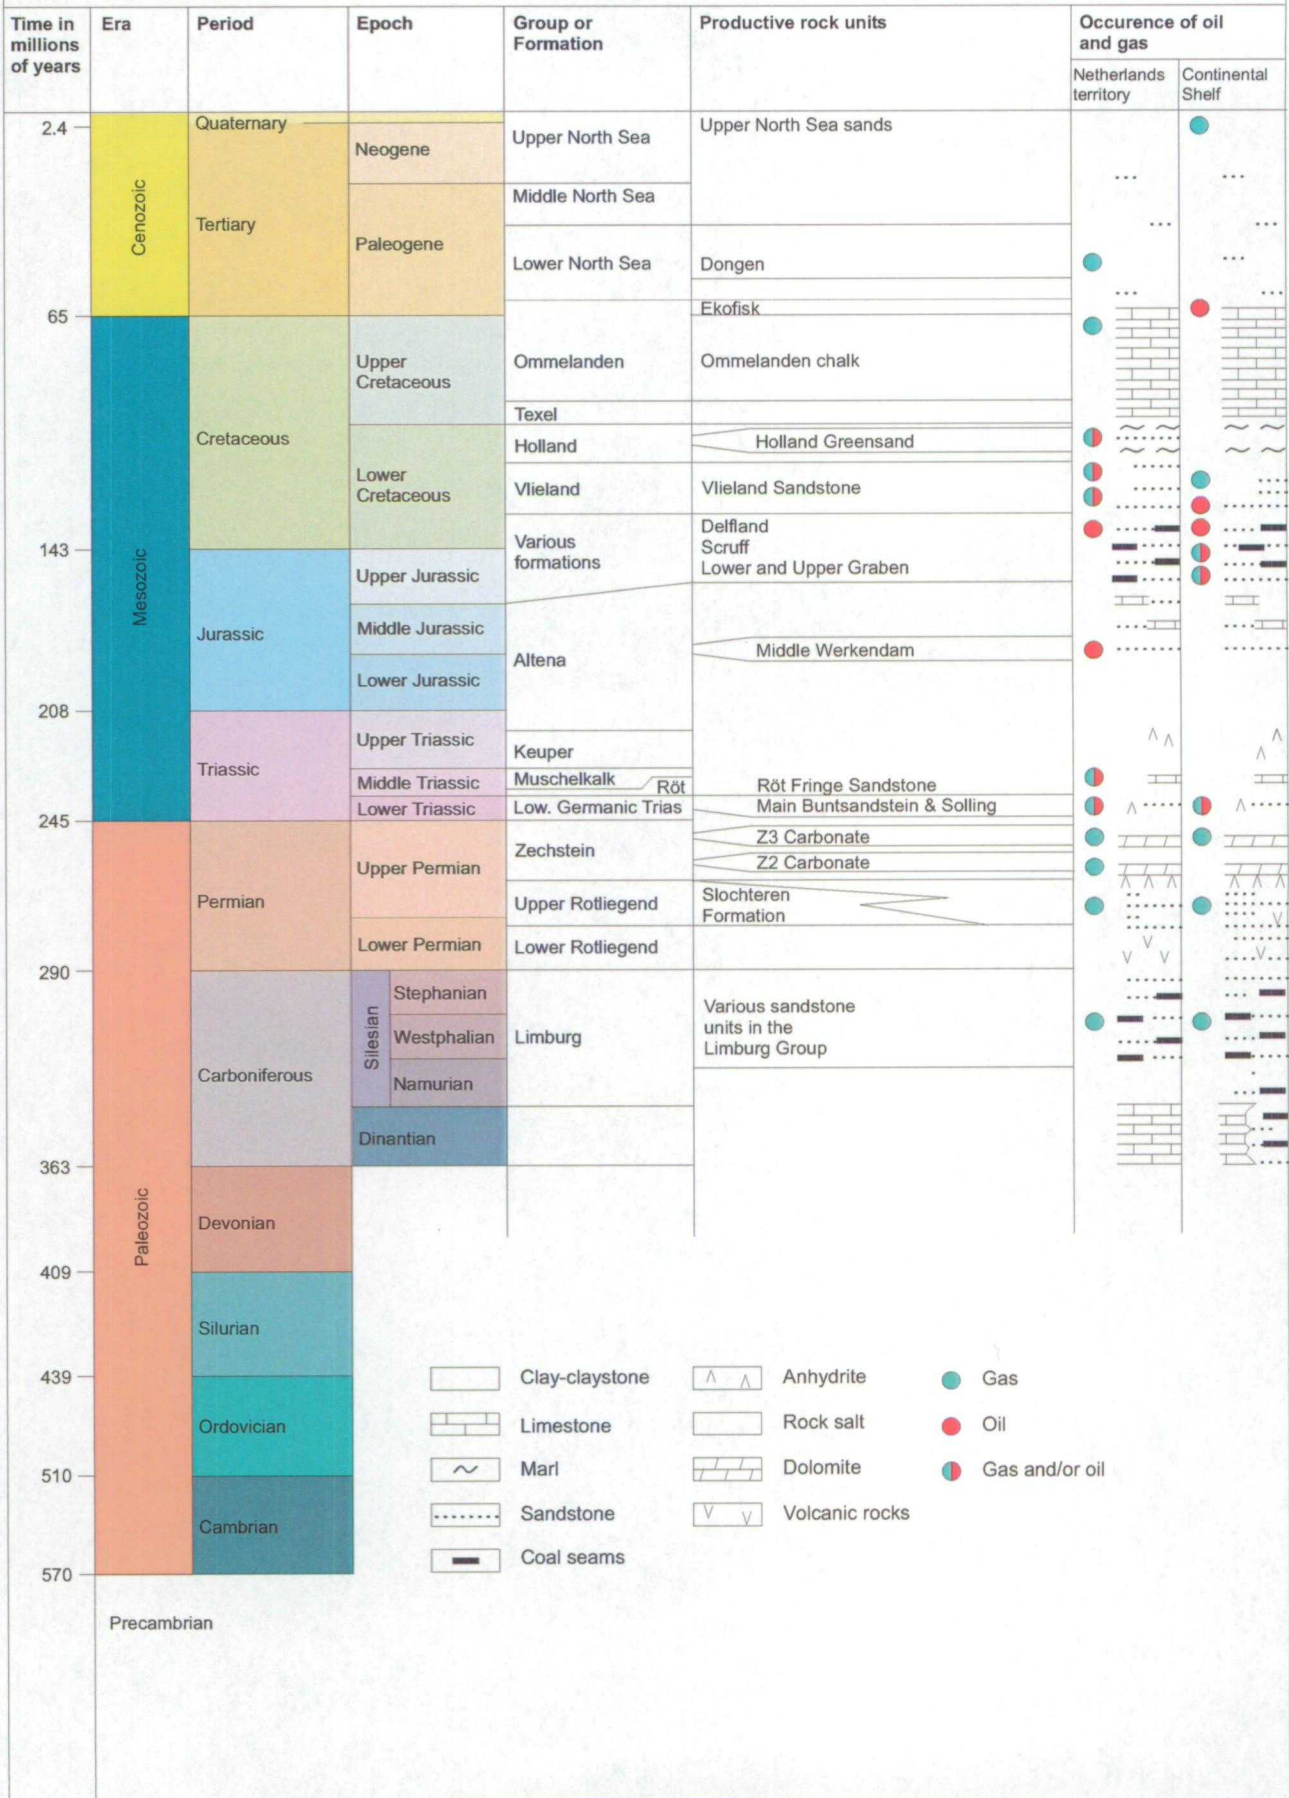 Time in
millions
of years
Era
Period
Epoch
Group or
Formation
Productive rock units
Occurence of oil
and gas
Netherlands
territory
Continental
Shelf
2.4
65
143
208
245
290
363
409
439
510
570
Cenozoic
Mesozoic
Paleozoic
Precambrian
Quaternary
Tertiary
Cretaceous
Jurassic
Triassic
Permian
Carboniferous
Devonian
Silurian
Ordovician
Cambrian
Neogene
Paleogene
Upper
Cretaceous
Lower
Cretaceous
Upper Jurassic
Middle Jurassic
Lower Jurassic
Upper Triassic
Middle Triassic
Lower Triassic
Upper Permian
Lower Permian
Silesian
Stephanian
Westphalian
Namurian
Dinantian
Upper North Sea
Middle North Sea
Lower North Sea
Ommelanden
Texel
Holland
Vlieland
Various
formations
Altena
Keuper
Muschelkalk
Röt
Low. Germanic Trias
Zechstein
Upper Rotliegend
Lower Rotliegend
Limburg
Upper North Sea sands
Dongen
Ekofisk
Ommelanden chalk
Holland Greensand
Vlieland Sandstone
Delfland
Scruff
Lower and Upper Graben
Middle Werkendam
Röt Fringe Sandstone
Main Buntsandstein & Solling
Z3 Carbonate
Z2 Carbonate
Slochteren
Formation
Various sandstone
units in the
Limburg Group
Clay-claystone
Limestone
Marl
Sandstone
Coal seams
Anhydrite
Rock salt
Dolomite
Volcanic rocks
Gas
Oil
Gas and/or oil